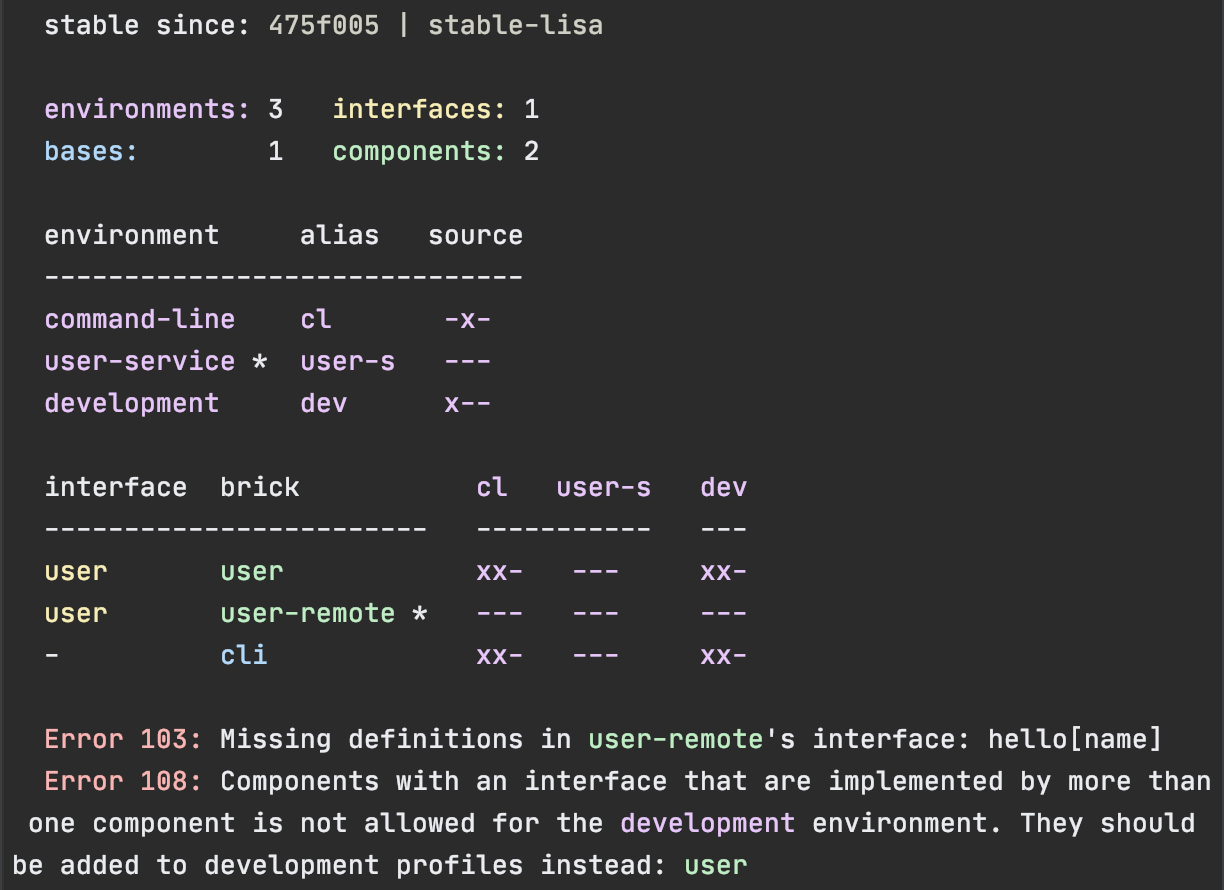 stable since: 475f005 | stable-lisa
environments: 3   interfaces: 1
bases:        1   components: 2
environment     alias   source
------------------------------
command-line    cl       -x-
user-service *  user-s   ---
development     dev      x--
interface  brick           cl   user-s   dev
------------------------   -----------   ---
user       user            xx-   ---     xx-
user       user-remote *   ---   ---     ---
-          cli             xx-   ---     xx-
Error 103: Missing definitions in user-remote's interface: hello[name]
Error 108: Components with an interface that are implemented by more than
one component is not allowed for the development environment. They should
be added to development profiles instead: user